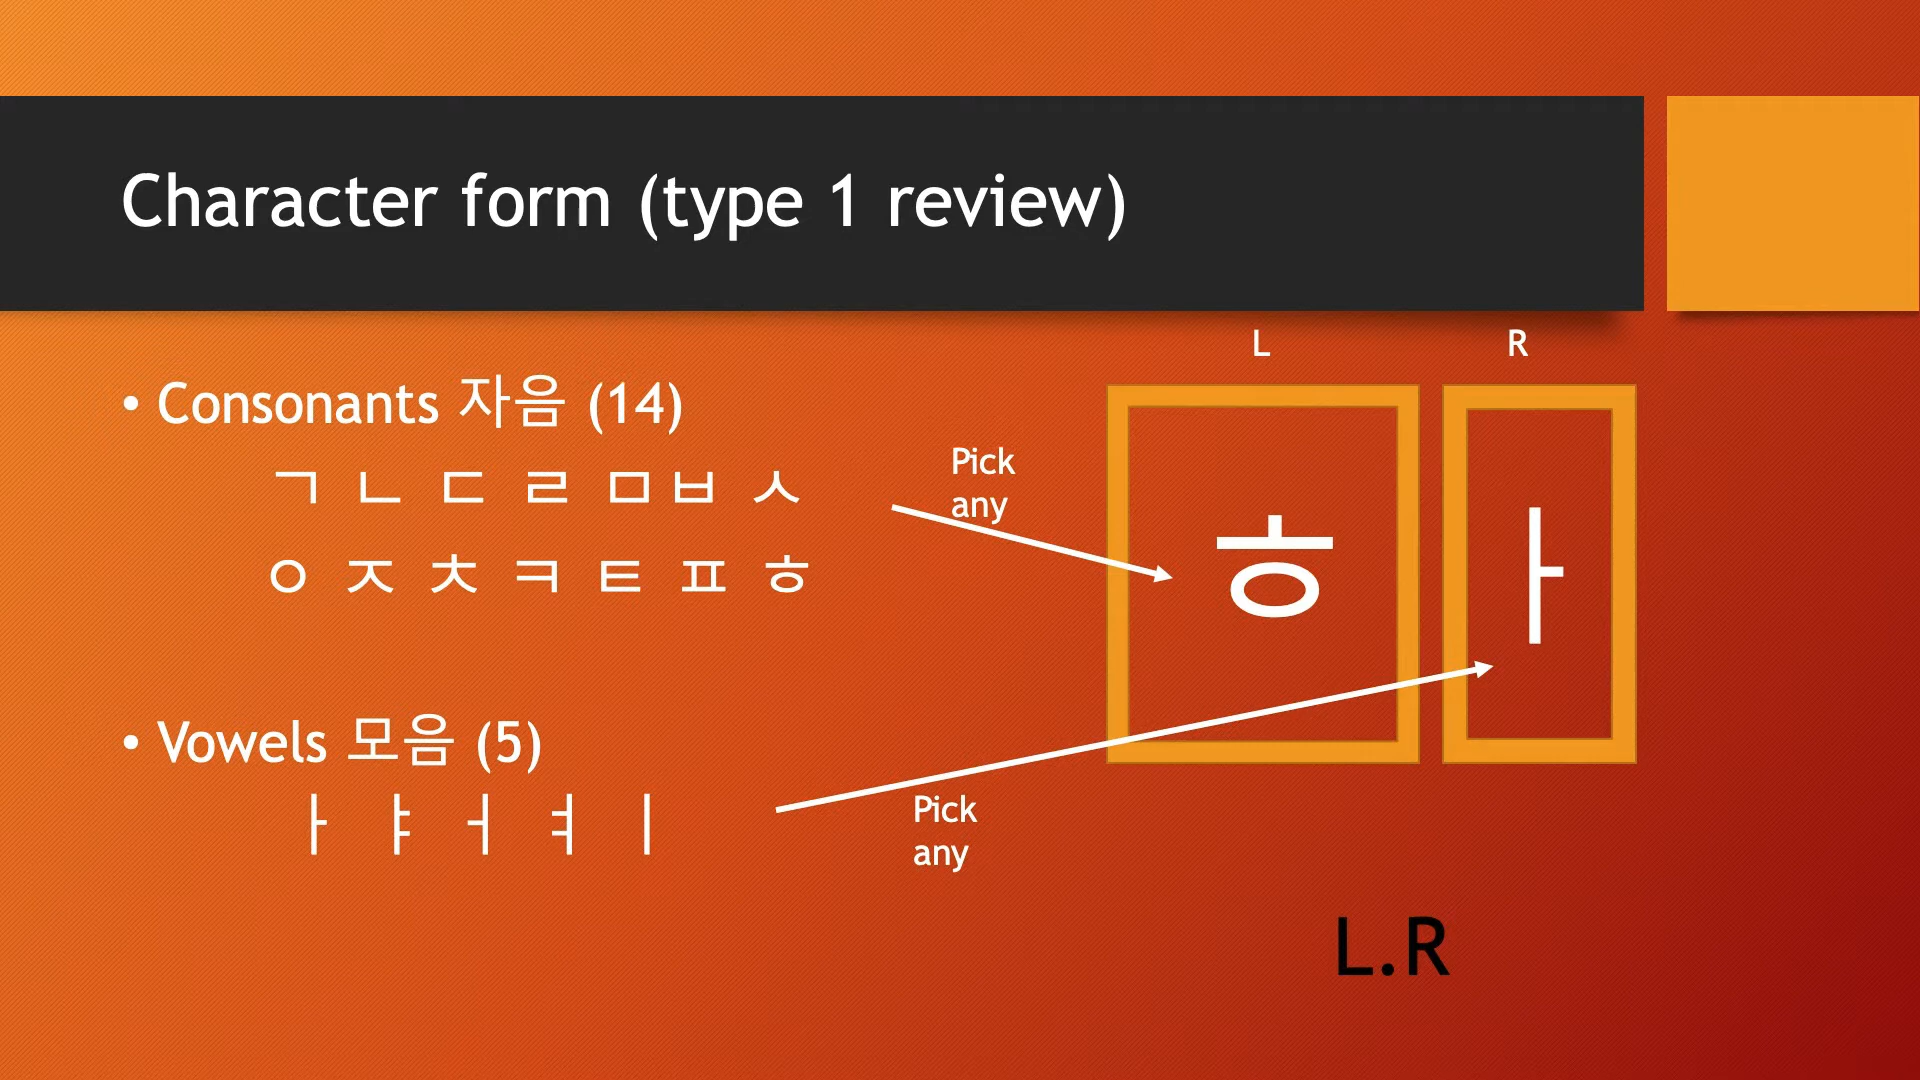 Character form (type 1 review)
L R
• Consonants 자음 (14)
ㄱ ㄴ ㄷ ㄹ ㅁ ㅂ ㅅ
ㅇ ㅈ ㅊ ㅋ ㅌ ㅍ ㅎ
Pick
any
ㅎ ㅏ
• Vowels 모음 (5)
ㅏ ㅑ ㅓ ㅕ ㅣ
Pick
any
L.R